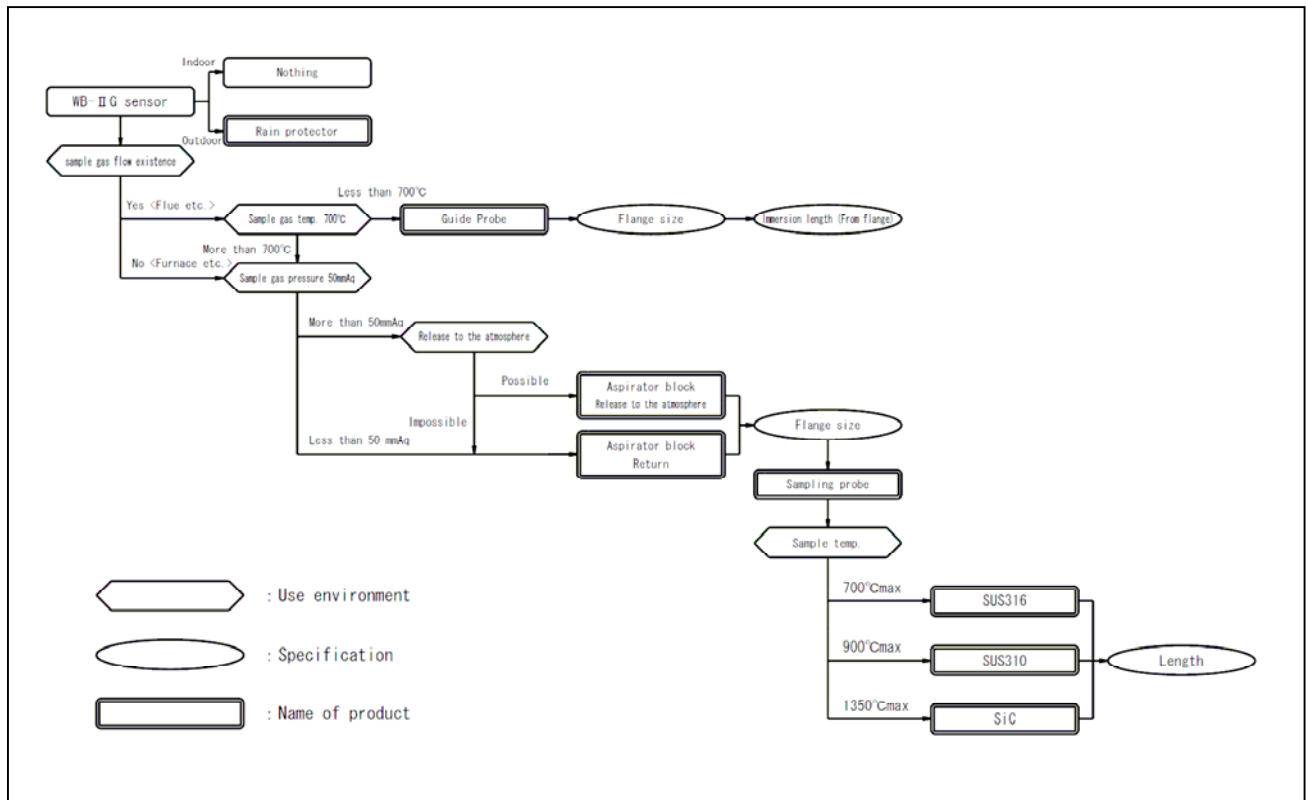 Indoor
Nothing
WB-ⅡG sensor
Outdoor
Rain protector
sample gas flow existence
Less than 700℃
Yes <Flue etc.>
Sample gas temp. 700℃
Guide Probe
Flange size
Immersion length (From flange)
More than 700℃
No <Furnace etc.>
Sample gas pressure 50mmAq
More than 50mmAq
Release to the atmosphere
Possible
Aspirator block
Release to the atmosphere
Impossible
Flange size
Less than 50 mmAq
Aspirator block
Return
Sampling probe
Sample temp.
700℃max
SUS316
: Use environment
900℃max
SUS310
Length
: Specification
1350℃max
SiC
: Name of product